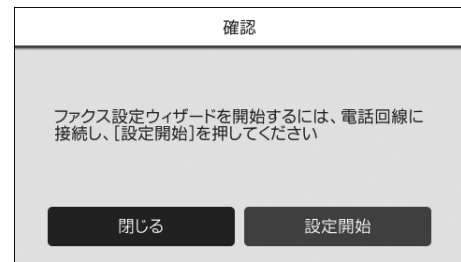 確認
ファクス設定ウィザードを開始するには、電話回線に
接続し、[設定開始]を押してください
閉じる
設定開始